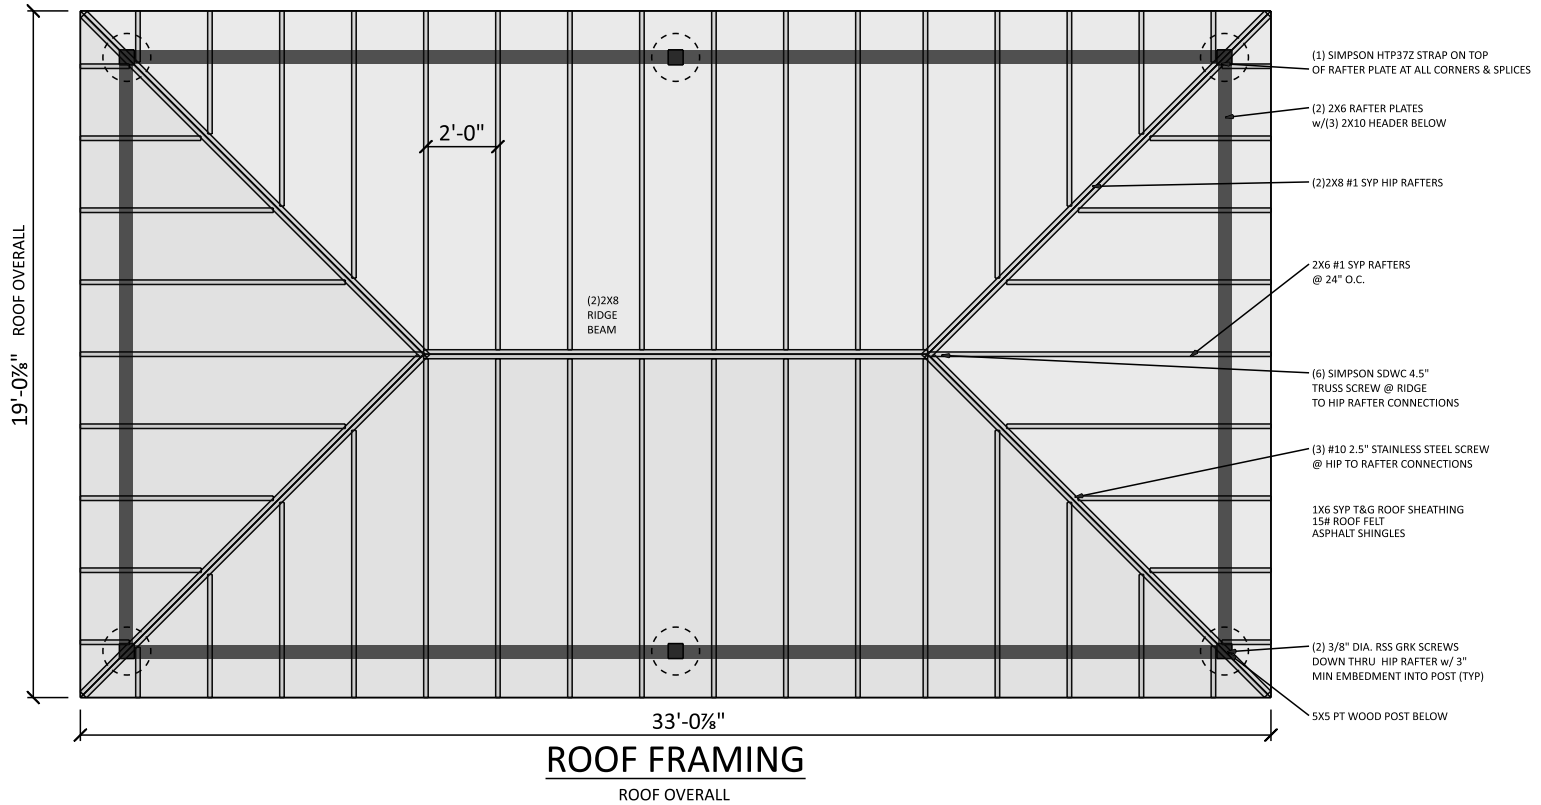 (1) SIMPSON HTP37Z STRAP ON TOP
OF RAFTER PLATE AT ALL CORNERS & SPLICES
(2) 2X6 RAFTER PLATES
w/(3) 2X10 HEADER BELOW
2'-0"
(2)2X8 #1 SYP HIP RAFTERS
19'-0⅞" ROOF OVERALL
2X6 #1 SYP RAFTERS
@ 24" O.C.
(2)2X8
RIDGE
BEAM
(6) SIMPSON SDWC 4.5"
TRUSS SCREW @ RIDGE
TO HIP RAFTER CONNECTIONS
(3) #10 2.5" STAINLESS STEEL SCREW
@ HIP TO RAFTER CONNECTIONS
1X6 SYP T&G ROOF SHEATHING
15# ROOF FELT
ASPHALT SHINGLES
(2) 3/8" DIA. RSS GRK SCREWS
DOWN THRU HIP RAFTER w/ 3"
MIN EMBEDMENT INTO POST (TYP)
5X5 PT WOOD POST BELOW
33'-0⅞"
ROOF FRAMING
ROOF OVERALL